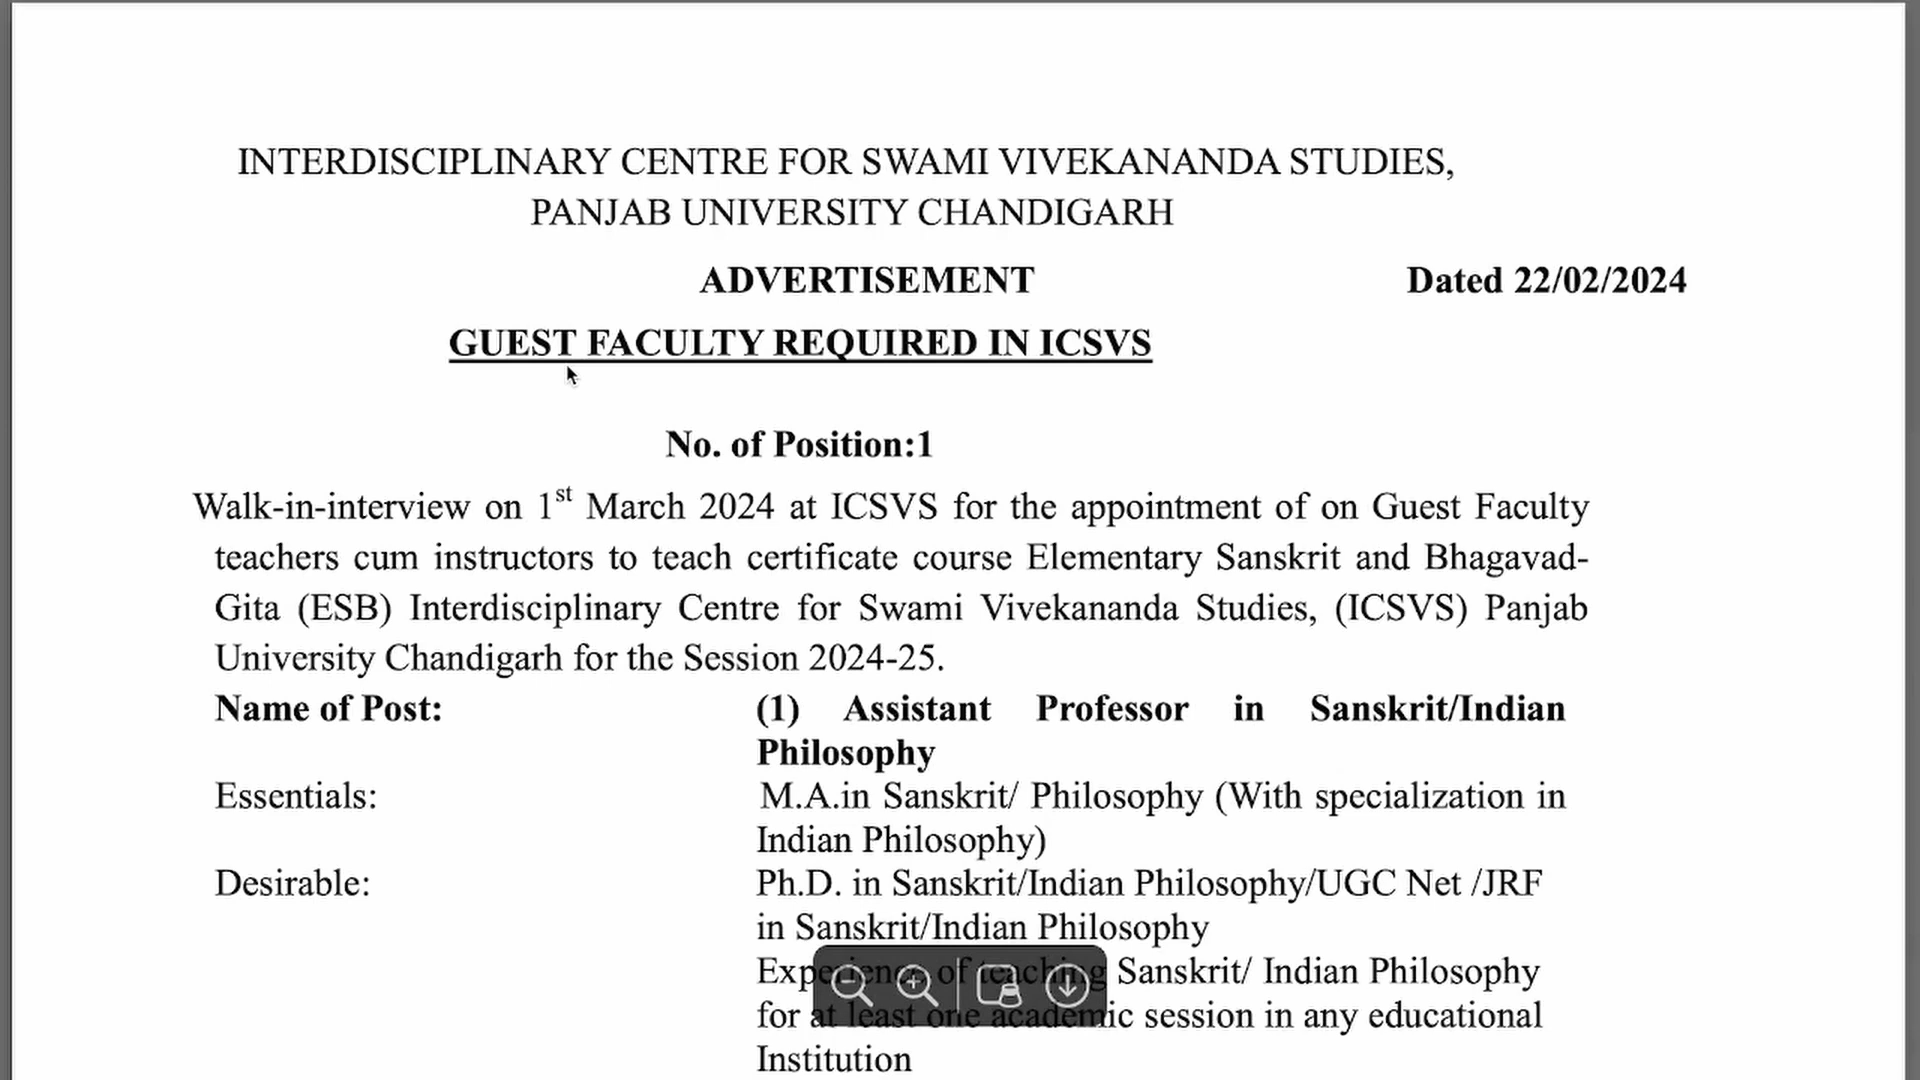 INTERDISCIPLINARY CENTRE FOR SWAMI VIVEKANANDA STUDIES,
PANJAB UNIVERSITY CHANDIGARH
ADVERTISEMENT Dated 22/02/2024
GUEST FACULTY REQUIRED IN ICSVS
No. of Position:1
Walk-in-interview on 1st March 2024 at ICSVS for the appointment of on Guest Faculty
teachers cum instructors to teach certificate course Elementary Sanskrit and Bhagavad-
Gita (ESB) Interdisciplinary Centre for Swami Vivekananda Studies, (ICSVS) Panjab
University Chandigarh for the Session 2024-25.
Name of Post: (1) Assistant Professor in Sanskrit/Indian
Philosophy
Essentials: M.A.in Sanskrit/ Philosophy (With specialization in
Indian Philosophy)
Desirable: Ph.D. in Sanskrit/Indian Philosophy/UGC Net /JRF
in Sanskrit/Indian Philosophy
Experience of teaching Sanskrit/ Indian Philosophy
for at least one academic session in any educational
Institution